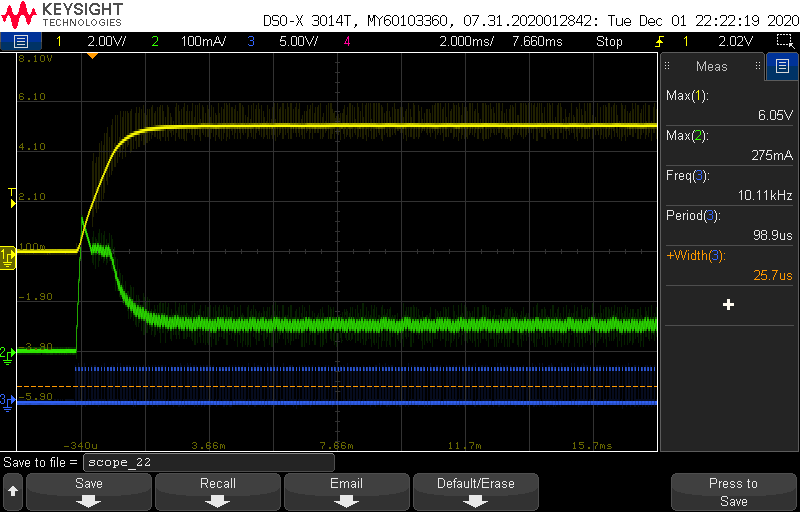 KEYSIGHT
TECHNOLOGIES
DSO-X 3014T, MY60103360, 07.31.2020012842: Tue Dec 01 22:22:19 2020
1 2.00V/ 2 100mA/ 3 5.00V/ 4 2.000ms/ 7.660ms Stop 1 2.02V
8.10V
6.10
4.10
T
2.10
1 100m
-1.90
2 -3.80
3 -5.90
-340u 3.66m 7.66m 11.7m 15.7ms
Meas
Max(1):
6.05V
Max(2):
275mA
Freq(3):
10.11kHz
Period(3):
98.9us
+Width(3):
25.7us
+
Save to file = scope_22
Save Recall Email Default/Erase Press to
Save